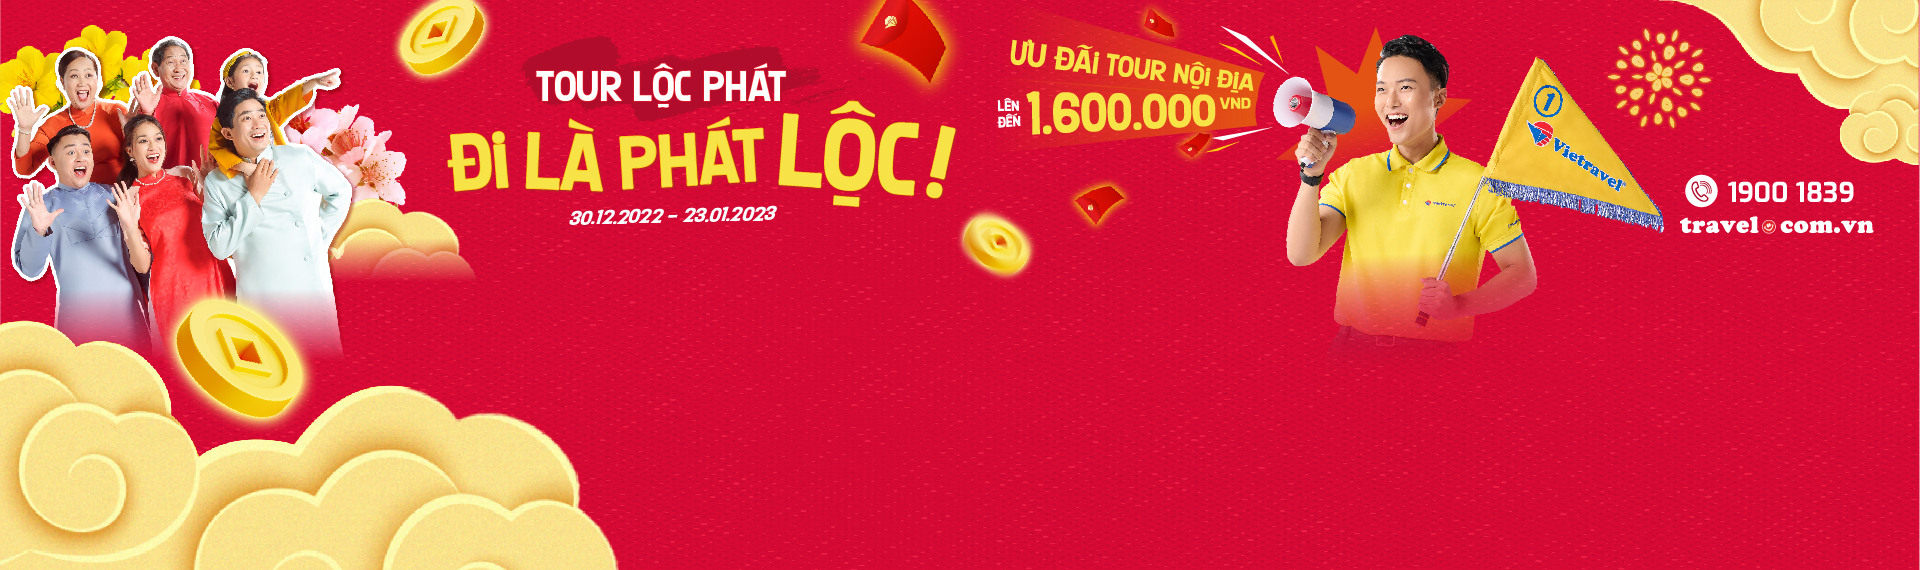 TOUR LỘC PHÁT
ĐI LÀ PHÁT LỘC!
30.12.2022 - 23.01.2023
ƯU ĐÃI TOUR NỘI ĐỊA
LÊN ĐẾN 1.600.000 VND
1
Vietravel
1900 1839
travel.com.vn